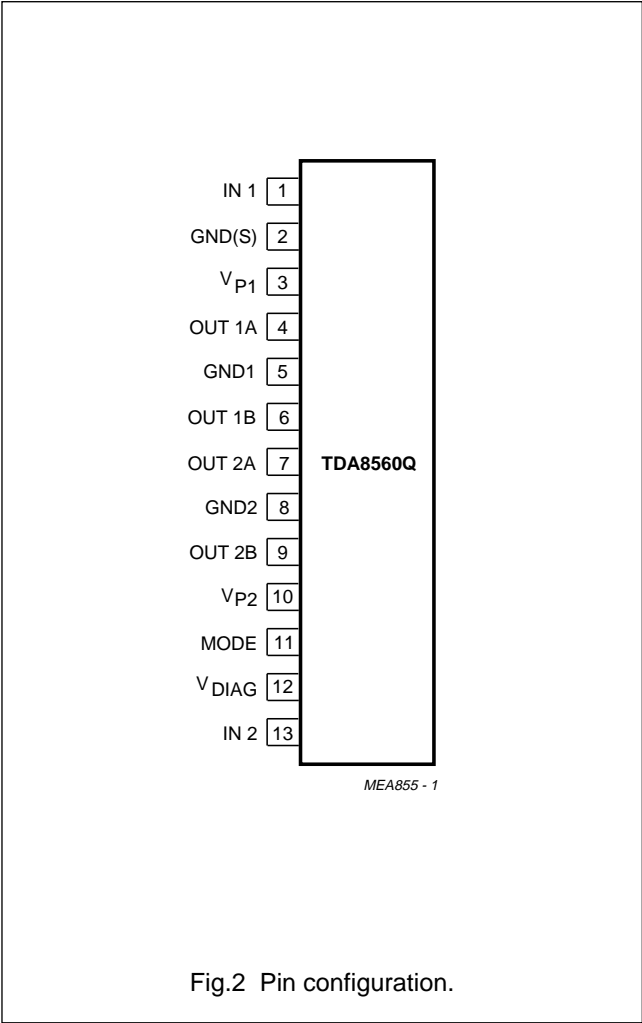 IN 1 1
GND(S) 2
VP1 3
OUT 1A 4
GND1 5
OUT 1B 6
OUT 2A 7 TDA8560Q
GND2 8
OUT 2B 9
VP2 10
MODE 11
VDIAG 12
IN 2 13
MEA855 - 1
Fig.2 Pin configuration.